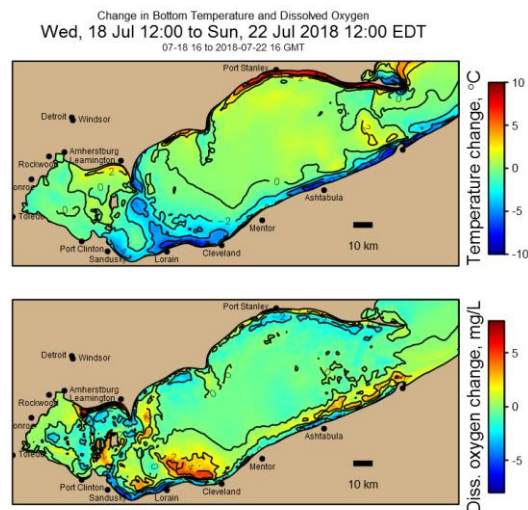 Change in Bottom Temperature and Dissolved Oxygen
Wed, 18 Jul 12:00 to Sun, 22 Jul 2018 12:00 EDT
07-18 16 to 2018-07-22 16 GMT
Port Stanley
Detroit Windsor
Amherstburg
Rockwood Leamington
onroe
Toledo
Port Clinton
Sandusky Lorain Cleveland
Mentor
Ashtabula
10 km
Temperature change, °C
10
5
0
-5
-10
Port Stanley
Detroit Windsor
Amherstburg
Rockwood Leamington
onroe
Toledo
Port Clinton
Sandusky Lorain Cleveland
Mentor
Ashtabula
10 km
Diss. oxygen change, mg/L
5
0
-5